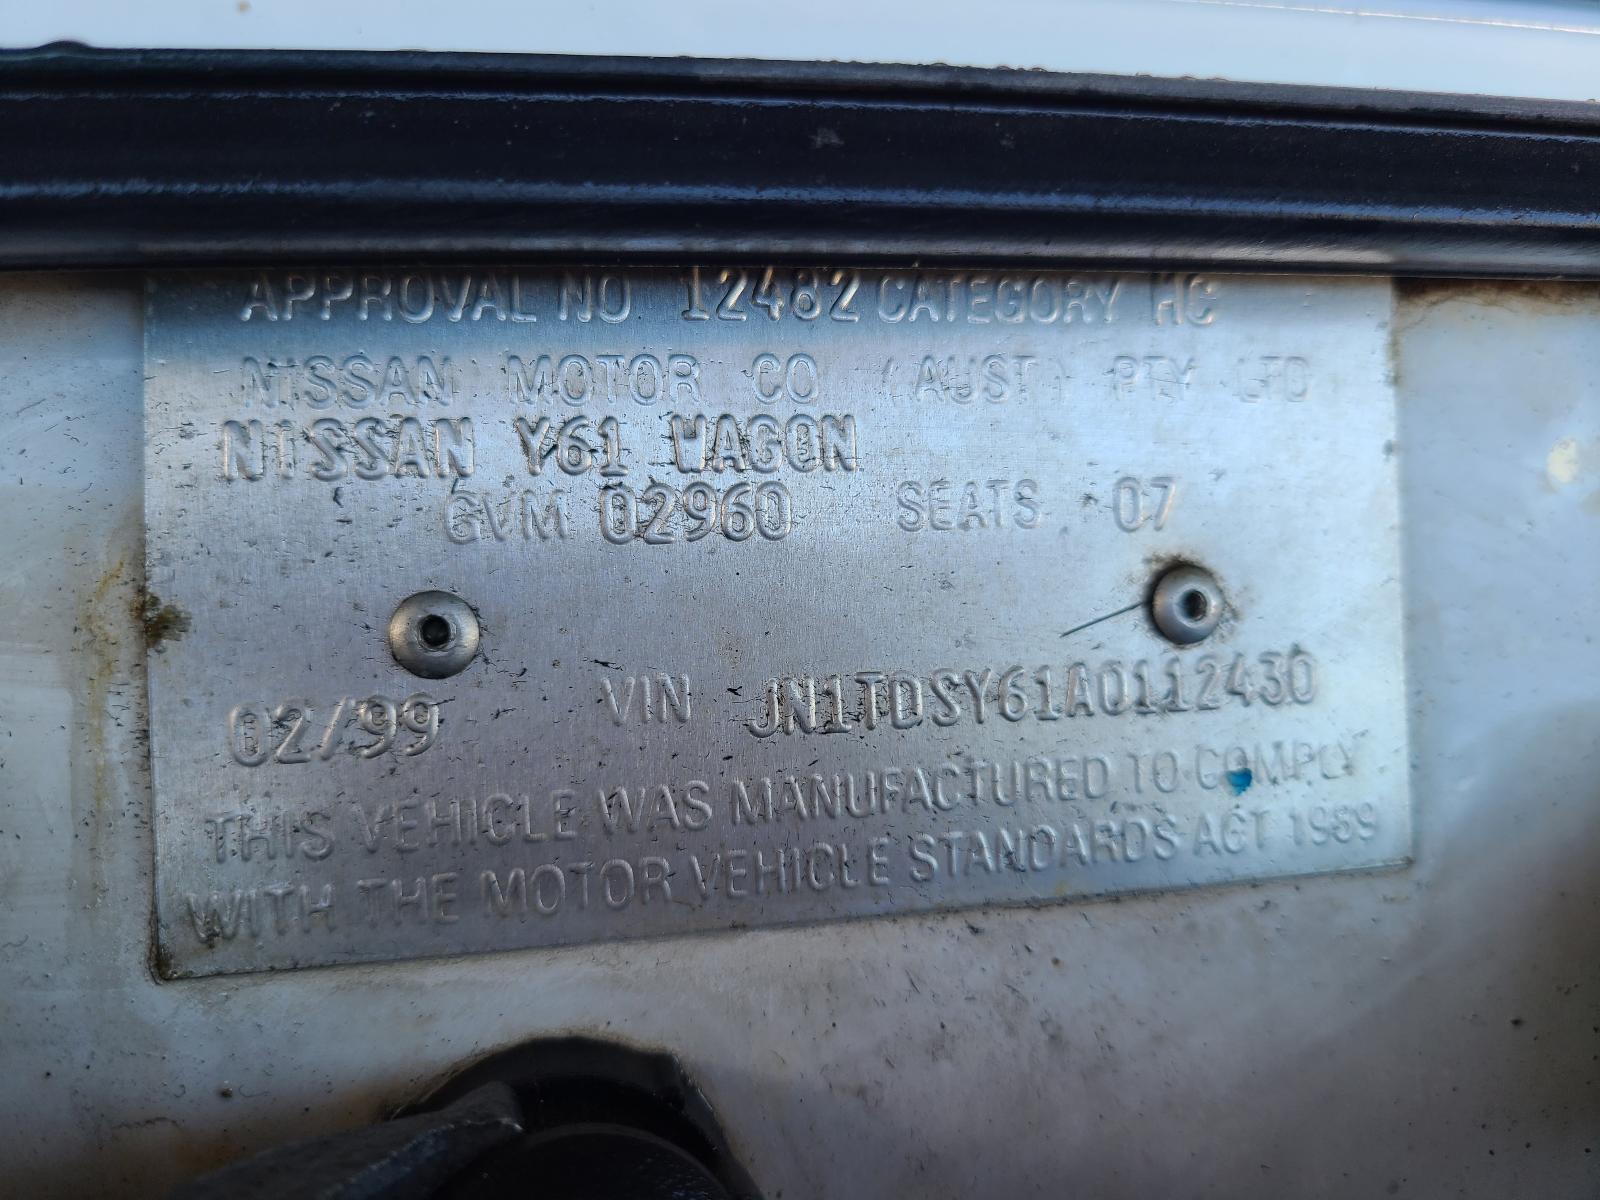 APPROVAL NO 12482 CATEGORY MC
NISSAN MOTOR CO (AUST) PTY LTD
NISSAN Y61 WAGON
GVM 02960 SEATS 07
02/99 VIN JN1TDSY61A0112430
THIS VEHICLE WAS MANUFACTURED TO COMPLY
WITH THE MOTOR VEHICLE STANDARDS ACT 1989